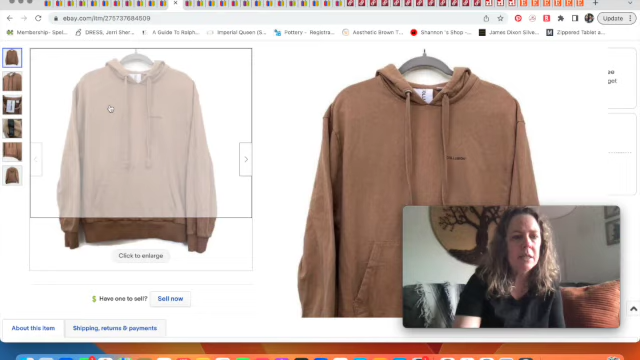 ebay.com/itm/275737684509
Update
Membership- Spel...
DRESS, Jerri Sher...
A Guide To Ralph...
Imperial Queen (S...
Pottery - Registra...
Aesthetic Brown T...
Shannon 's Shop -...
James Dixon Silve...
Zippered Tablet a...
Click to enlarge
Have one to sell?
Sell now
About this item
Shipping, returns & payments
get